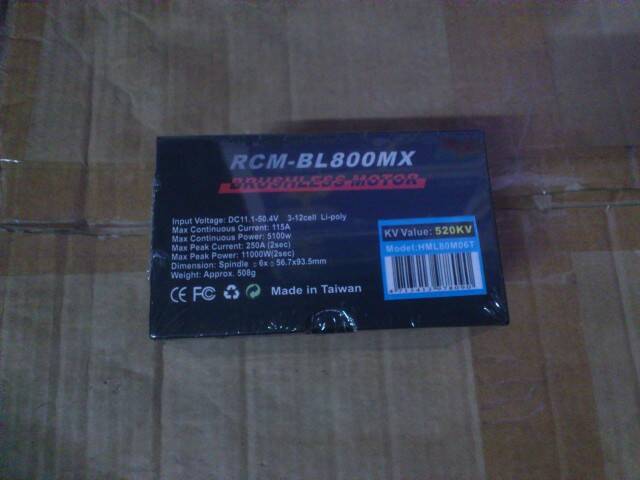 RCM-BL800MX
BRUSHLESS MOTOR
Input Voltage: DC11.1-50.4V 3-12cell Li-poly
Max Continuous Current: 115A
Max Continuous Power: 5100w
Max Peak Current: 250A (2sec)
Max Peak Power: 11000W(2sec)
Dimension: Spindle :: 6x :: 56.7x93.5mm
Weight: Approx. 508g
KV Value: 520KV
Model:HML80M06T
CE FC Made in Taiwan